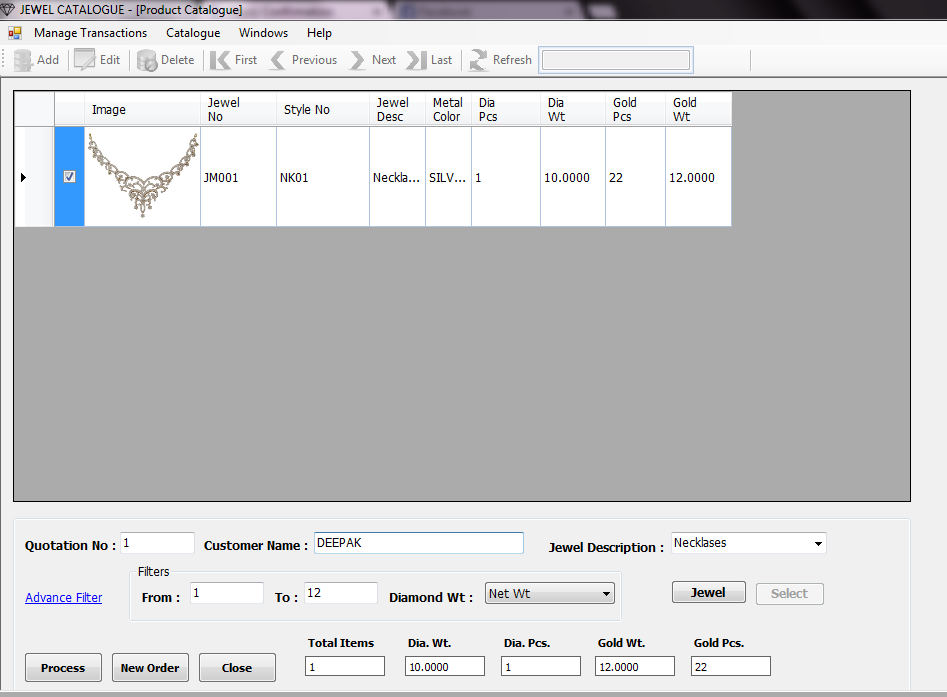 JEWEL CATALOGUE - [Product Catalogue]
Manage Transactions Catalogue Windows Help
Add Edit Delete First Previous Next Last Refresh
Image Jewel No Style No Jewel Desc Metal Color Dia Pcs Dia Wt Gold Pcs Gold Wt
JM001 NK01 Neckla... SILV... 1 10.0000 22 12.0000
Quotation No : 1 Customer Name : DEEPAK Jewel Description : Necklases
Filters
Advance Filter From : 1 To : 12 Diamond Wt : Net Wt Jewel Select
Total Items Dia. Wt. Dia. Pcs. Gold Wt. Gold Pcs.
Process New Order Close 1 10.0000 1 12.0000 22